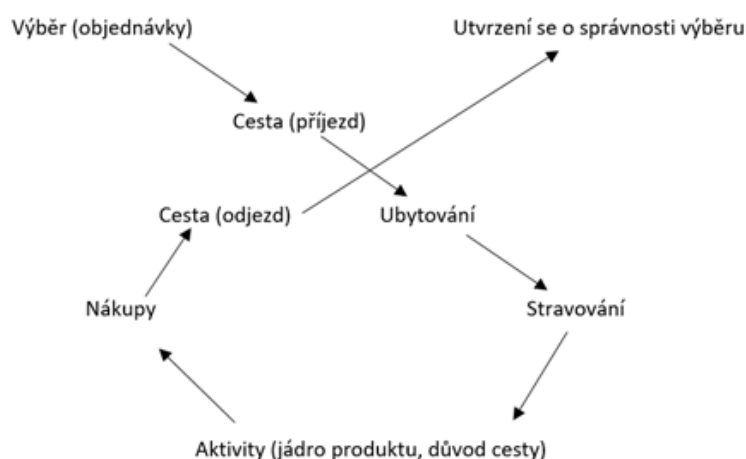 Výběr (objednávky)
Utvrzení se o správnosti výběru
Cesta (příjezd)
Cesta (odjezd)
Ubytování
Nákupy
Stravování
Aktivity (jádro produktu, důvod cesty)